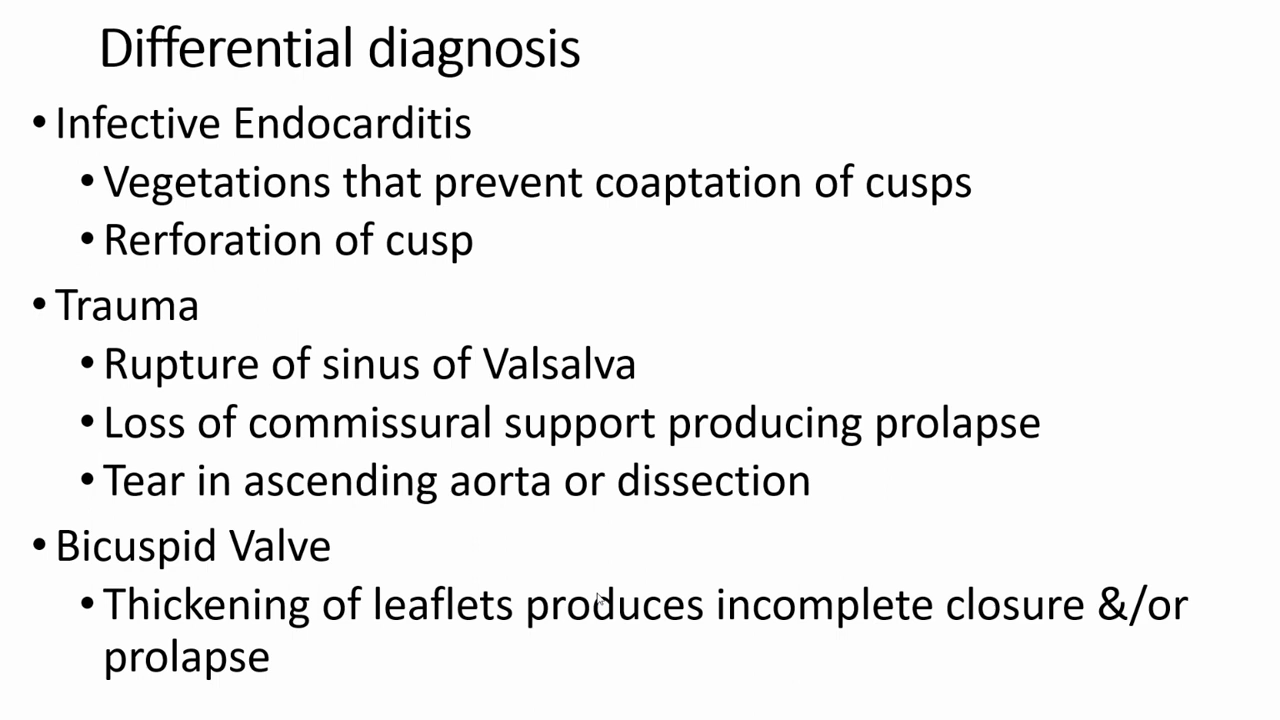 Differential diagnosis
• Infective Endocarditis
• Vegetations that prevent coaptation of cusps
• Rerforation of cusp
• Trauma
• Rupture of sinus of Valsalva
• Loss of commissural support producing prolapse
• Tear in ascending aorta or dissection
• Bicuspid Valve
• Thickening of leaflets produces incomplete closure &/or
prolapse